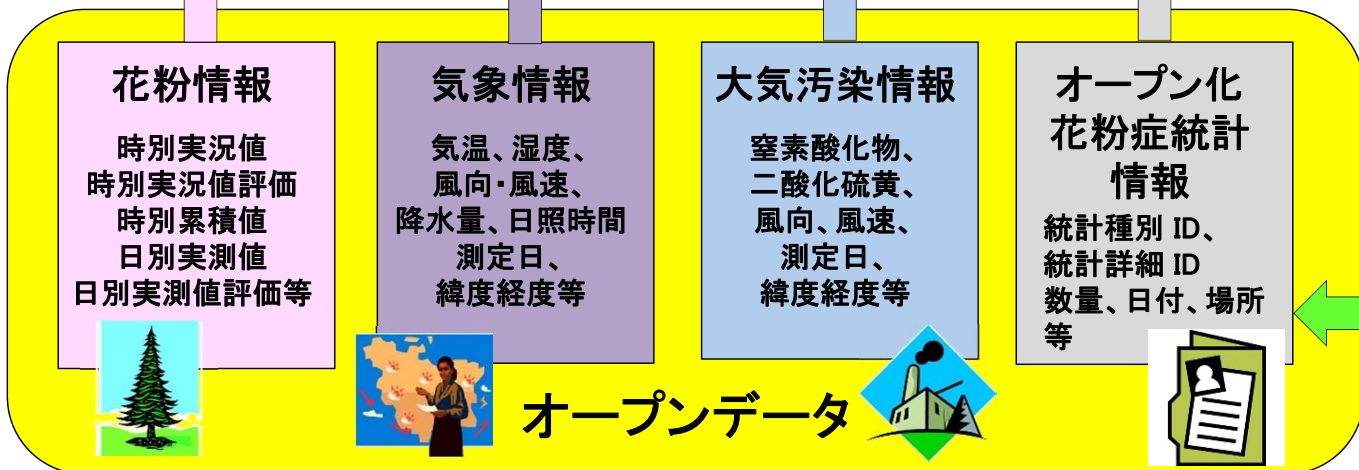 花粉情報
時別実況値
時別実況値評価
時別累積値
日別実測値
日別実測値評価等
気象情報
気温、湿度、
風向・風速、
降水量、日照時間
測定日、
緯度経度等
大気汚染情報
窒素酸化物、
二酸化硫黄、
風向、風速、
測定日、
緯度経度等
オープン化
花粉症統計
情報
統計種別 ID、
統計詳細 ID
数量、日付、場所
等
オープンデータ